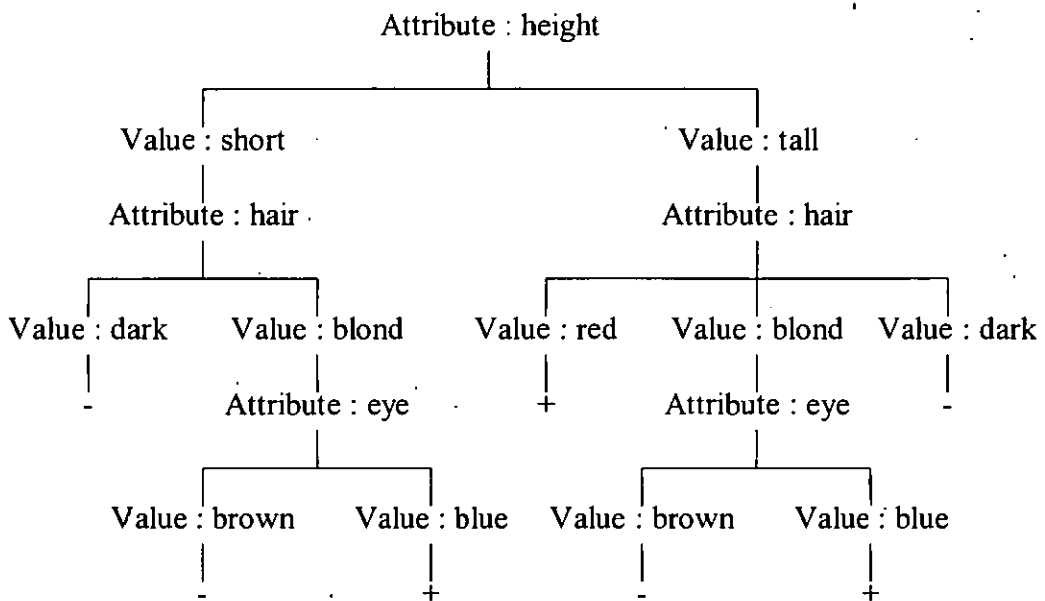 Attribute : height
Value : short Value : tall
Attribute : hair Attribute : hair
Value : dark Value : blond Value : red Value : blond Value : dark
- Attribute : eye + Attribute : eye -
Value : brown Value : blue Value : brown Value : blue
- + - +